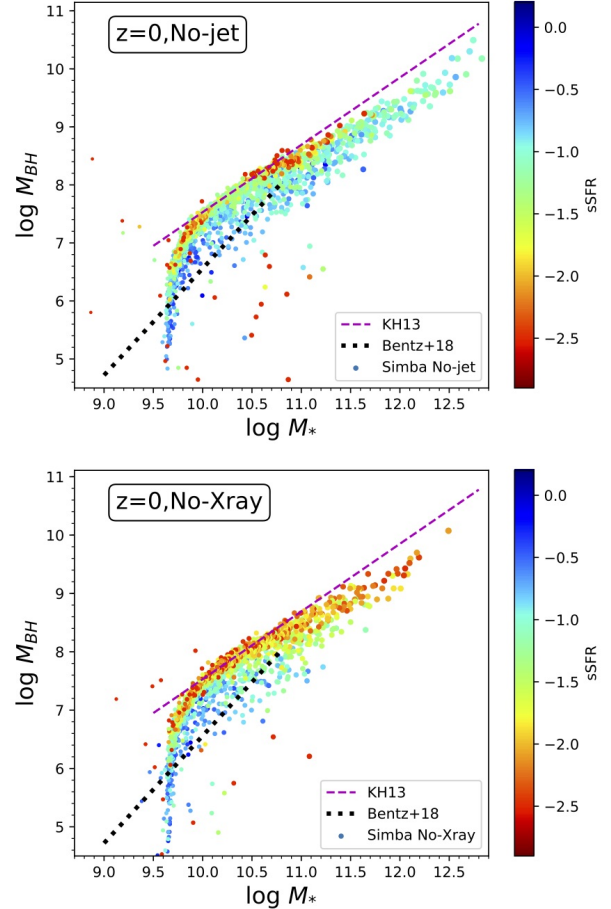 11
z=0,No-jet
10
9
8
7
6
5
log M_BH
KH13
Bentz+18
Simba No-jet
9.0 9.5 10.0 10.5 11.0 11.5 12.0 12.5
log M_*
0.0
−0.5
−1.0
−1.5
−2.0
−2.5
sSFR
11
z=0,No-Xray
10
9
8
7
6
5
log M_BH
KH13
Bentz+18
Simba No-Xray
9.0 9.5 10.0 10.5 11.0 11.5 12.0 12.5
log M_*
0.0
−0.5
−1.0
−1.5
−2.0
−2.5
sSFR